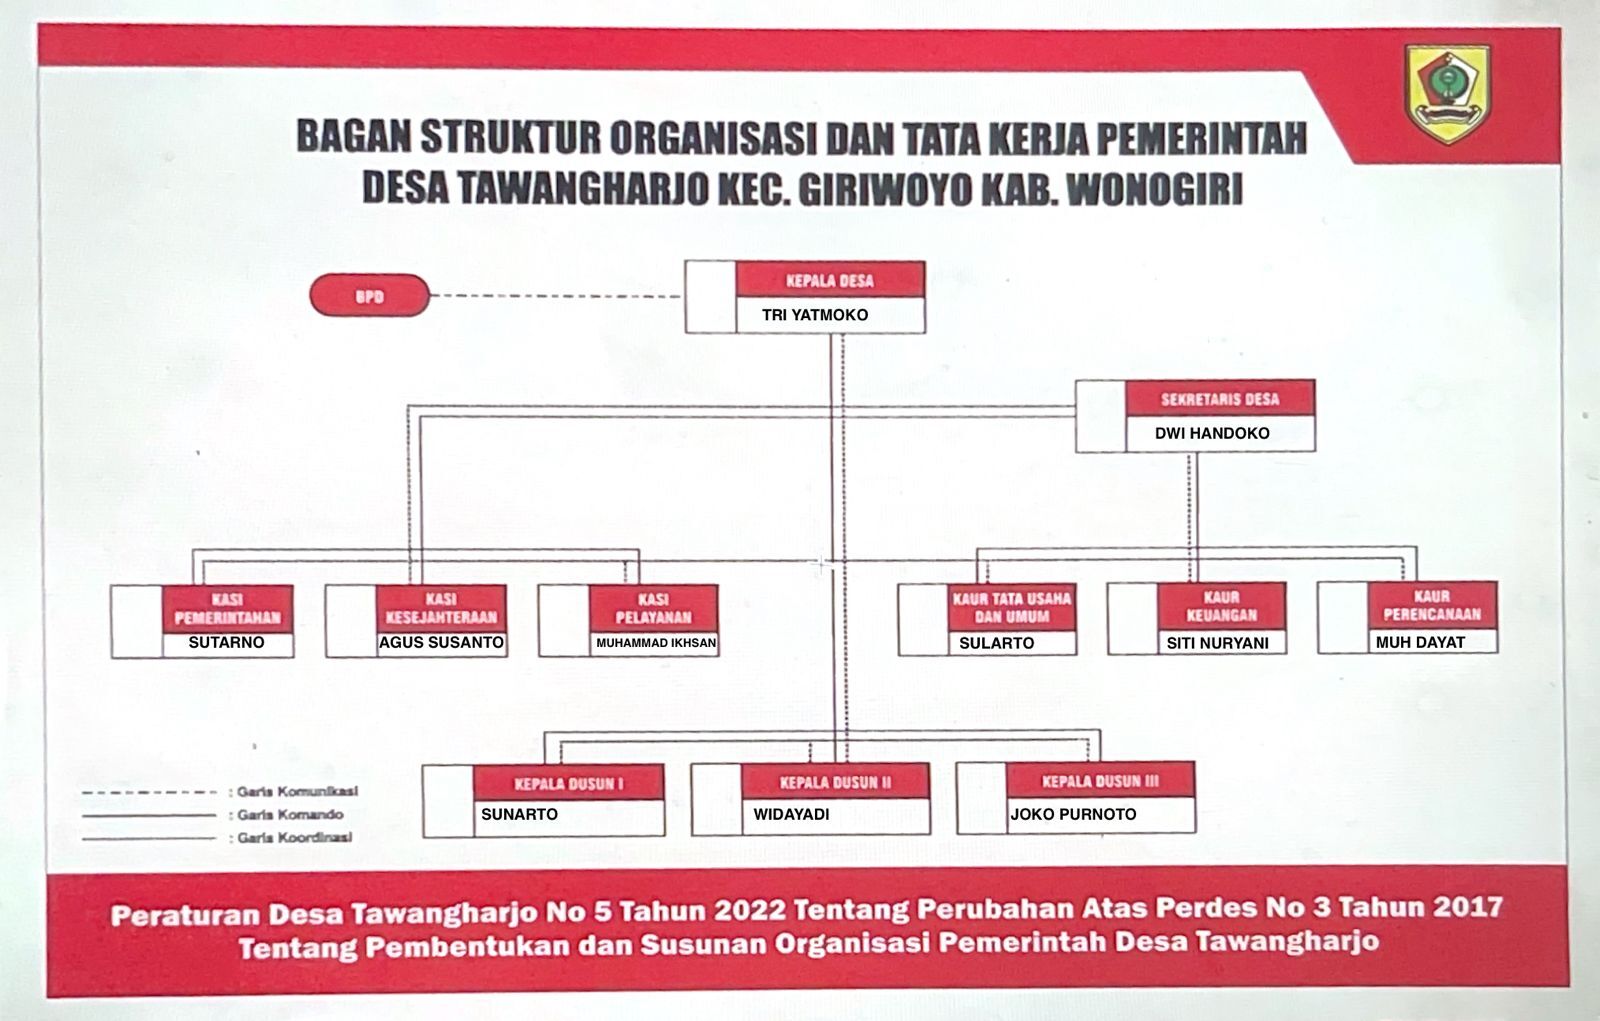 BAGAN STRUKTUR ORGANISASI DAN TATA KERJA PEMERINTAH
DESA TAWANGHARJO KEC. GIRIWOYO KAB. WONOGIRI
BPD
KEPALA DESA
TRI YATMOKO
SEKRETARIS DESA
DWI HANDOKO
KASI
PEMERINTAHAN
SUTARNO
KASI
KESEJAHTERAAN
AGUS SUSANTO
KASI
PELAYANAN
MUHAMMAD IKHSAN
KAUR TATA USAHA
DAN UMUM
SULARTO
KAUR
KEUANGAN
SITI NURYANI
KAUR
PERENCANAAN
MUH DAYAT
KEPALA DUSUN I
SUNARTO
KEPALA DUSUN II
WIDAYADI
KEPALA DUSUN III
JOKO PURNOTO
: Garis Komunikasi
: Garis Komando
: Garis Koordinasi
Peraturan Desa Tawangharjo No 5 Tahun 2022 Tentang Perubahan Atas Perdes No 3 Tahun 2017
Tentang Pembentukan dan Susunan Organisasi Pemerintah Desa Tawangharjo